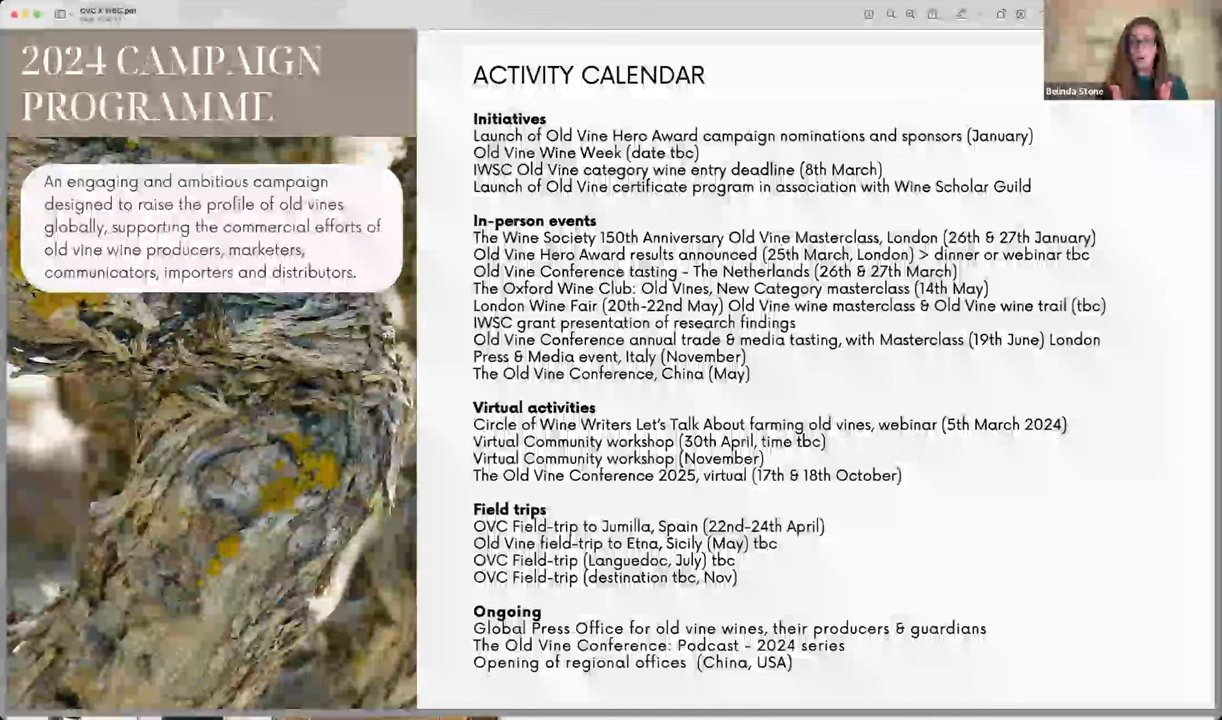 OVC X WBC.pdf
2024 CAMPAIGN
PROGRAMME
An engaging and ambitious campaign
designed to raise the profile of old vines
globally, supporting the commercial efforts of
old vine wine producers, marketers,
communicators, importers and distributors.
ACTIVITY CALENDAR
Initiatives
Launch of Old Vine Hero Award campaign nominations and sponsors (January)
Old Vine Wine Week (date tbc)
IWSC Old Vine category wine entry deadline (8th March)
Launch of Old Vine certificate program in association with Wine Scholar Guild
In-person events
The Wine Society 150th Anniversary Old Vine Masterclass, London (26th & 27th January)
Old Vine Hero Award results announced (25th March, London) > dinner or webinar tbc
Old Vine Conference tasting - The Netherlands (26th & 27th March)
The Oxford Wine Club: Old Vines, New Category masterclass (14th May)
London Wine Fair (20th-22nd May) Old Vine wine masterclass & Old Vine wine trail (tbc)
IWSC grant presentation of research findings
Old Vine Conference annual trade & media tasting, with Masterclass (19th June) London
Press & Media event, Italy (November)
The Old Vine Conference, China (May)
Virtual activities
Circle of Wine Writers Let's Talk About farming old vines, webinar (5th March 2024)
Virtual Community workshop (30th April, time tbc)
Virtual Community workshop (November)
The Old Vine Conference 2025, virtual (17th & 18th October)
Field trips
OVC Field-trip to Jumilla, Spain (22nd-24th April)
Old Vine field-trip to Etna, Sicily (May) tbc
OVC Field-trip (Languedoc, July) tbc
OVC Field-trip (destination tbc, Nov)
Ongoing
Global Press Office for old vine wines, their producers & guardians
The Old Vine Conference: Podcast - 2024 series
Opening of regional offices (China, USA)
Belinda Stone